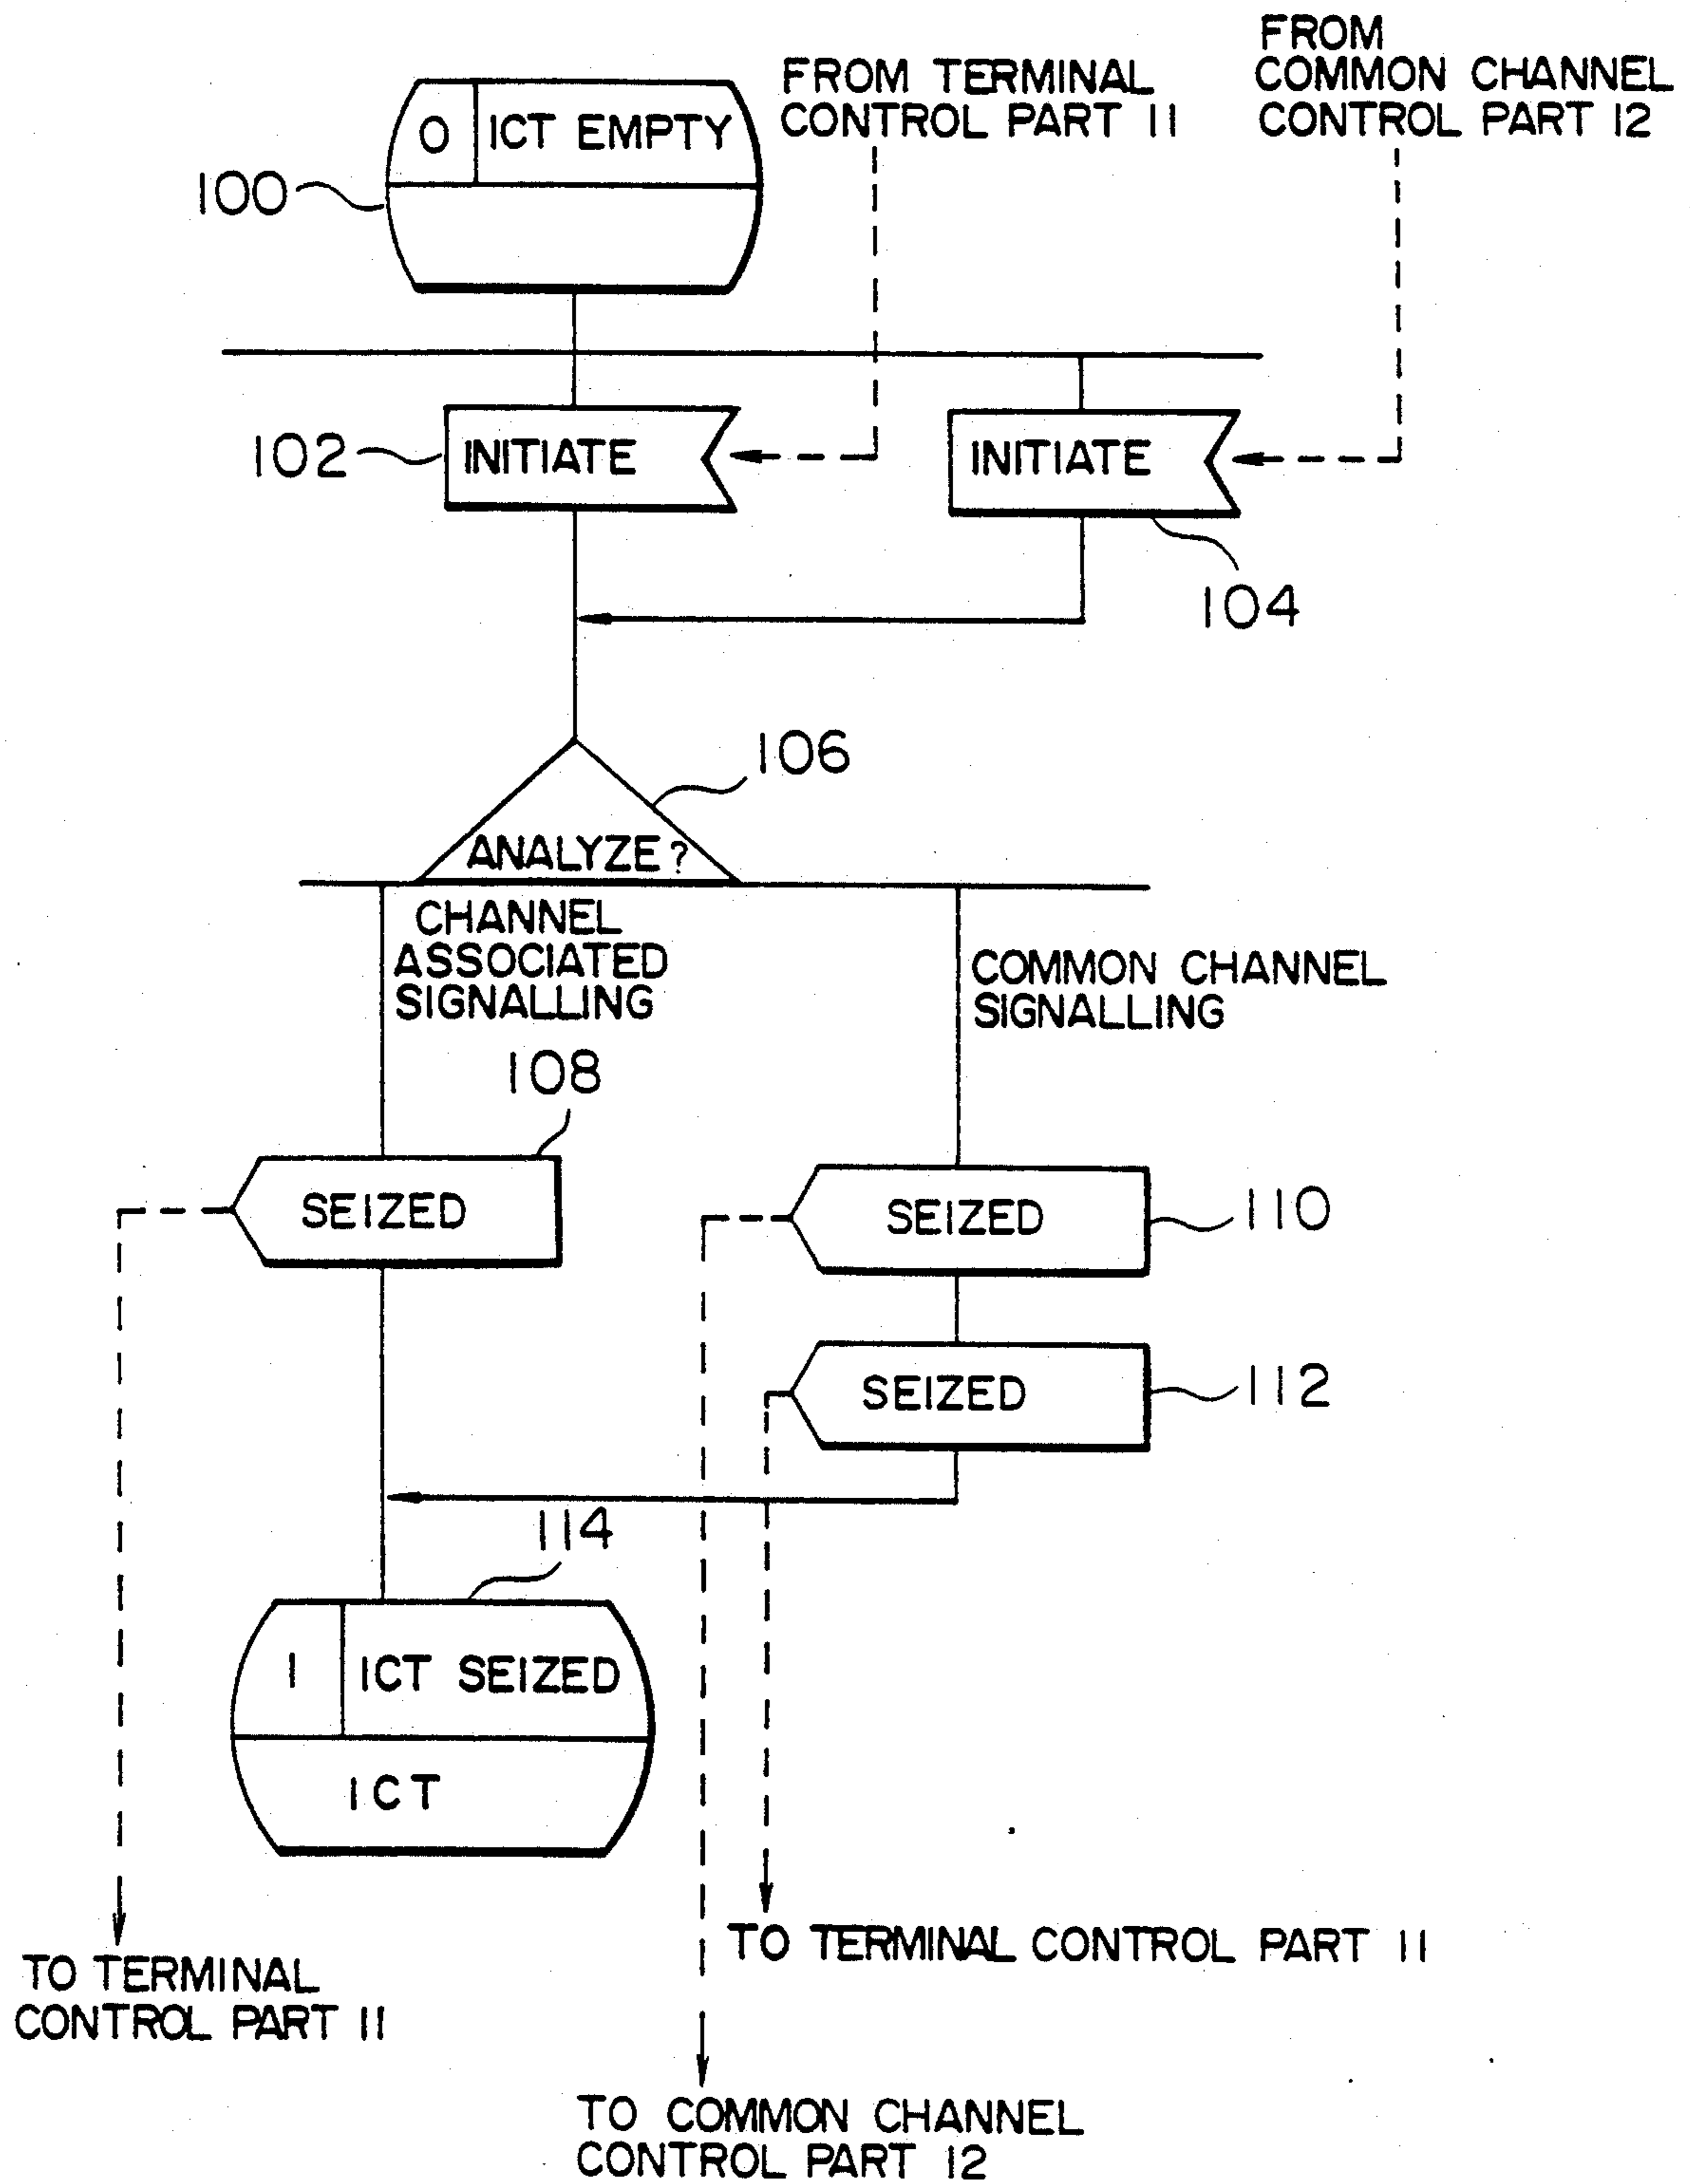 FROM
COMMON CHANNEL
CONTROL PART 12
FROM TERMINAL
CONTROL PART 11
0 ICT EMPTY
100
102
INITIATE
INITIATE
104
106
ANALYZE?
CHANNEL
ASSOCIATED
SIGNALLING
COMMON CHANNEL
SIGNALLING
108
SEIZED
SEIZED
110
SEIZED
112
114
1 ICT SEIZED
ICT
TO TERMINAL CONTROL PART 11
TO TERMINAL
CONTROL PART 11
TO COMMON CHANNEL
CONTROL PART 12